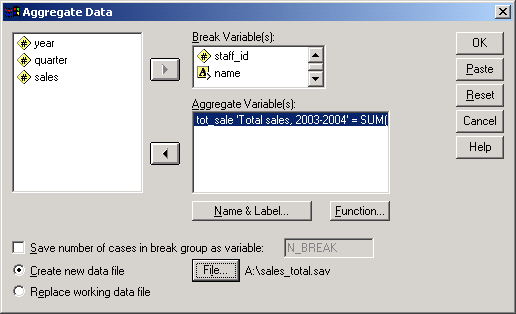 Aggregate Data
year
quarter
sales
Break Variable(s):
staff_id
name
Aggregate Variable(s):
tot_sale 'Total sales, 2003-2004' = SUM(
Name & Label...
Function...
OK
Paste
Reset
Cancel
Help
Save number of cases in break group as variable:
N_BREAK
Create new data file
File...
A:\sales_total.sav
Replace working data file